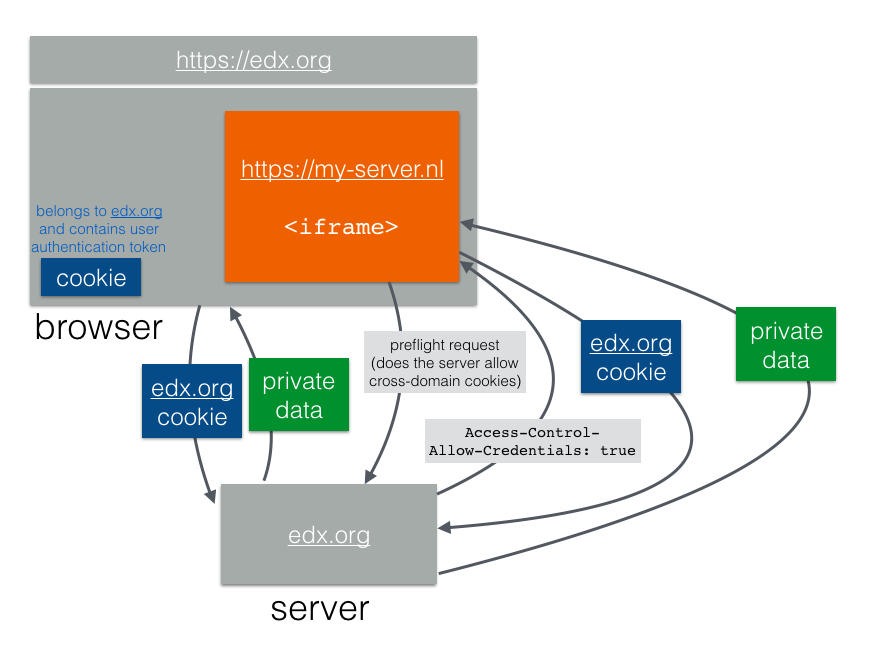 https://edx.org
https://my-server.nl
<iframe>
belongs to edx.org
and contains user
authentication token
cookie
browser
edx.org
cookie
private
data
preflight request
(does the server allow
cross-domain cookies)
Access-Control-
Allow-Credentials: true
edx.org
cookie
private
data
edx.org
server